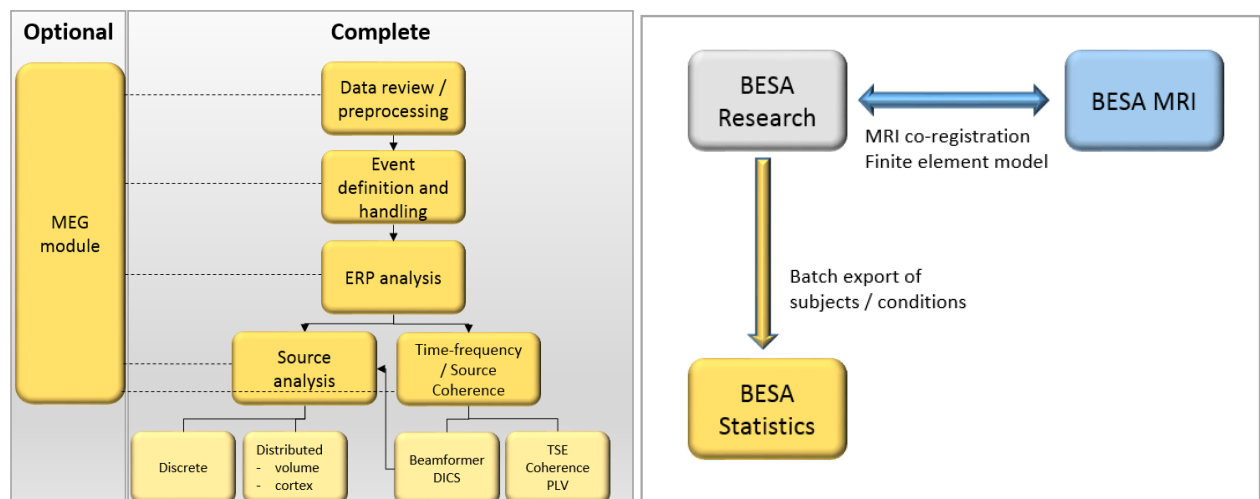 Optional
Complete
MEG
module
Data review /
preprocessing
Event
definition and
handling
ERP analysis
Source
analysis
Time-frequency
/ Source
Coherence
Discrete
Distributed
- volume
- cortex
Beamformer
DICS
TSE
Coherence
PLV
BESA
Research
MRI co-registration
Finite element model
BESA MRI
Batch export of
subjects / conditions
BESA
Statistics